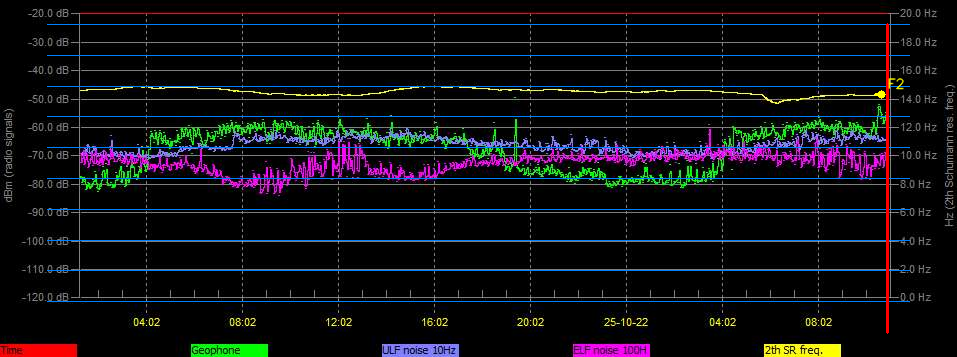 -20.0 dB
20.0 Hz
-30.0 dB
18.0 Hz
-40.0 dB
16.0 Hz
F2
-50.0 dB
14.0 Hz
-60.0 dB
12.0 Hz
-70.0 dB
10.0 Hz
-80.0 dB
8.0 Hz
-90.0 dB
6.0 Hz
-100.0 dB
4.0 Hz
-110.0 dB
2.0 Hz
-120.0 dB
0.0 Hz
dBm (radio signals)
Hz (2th Schumann res. freq.)
04:02 08:02 12:02 16:02 20:02 25-10-22 04:02 08:02
Time Geophone ULF noise 10Hz ELF noise 100H 2th SR freq.